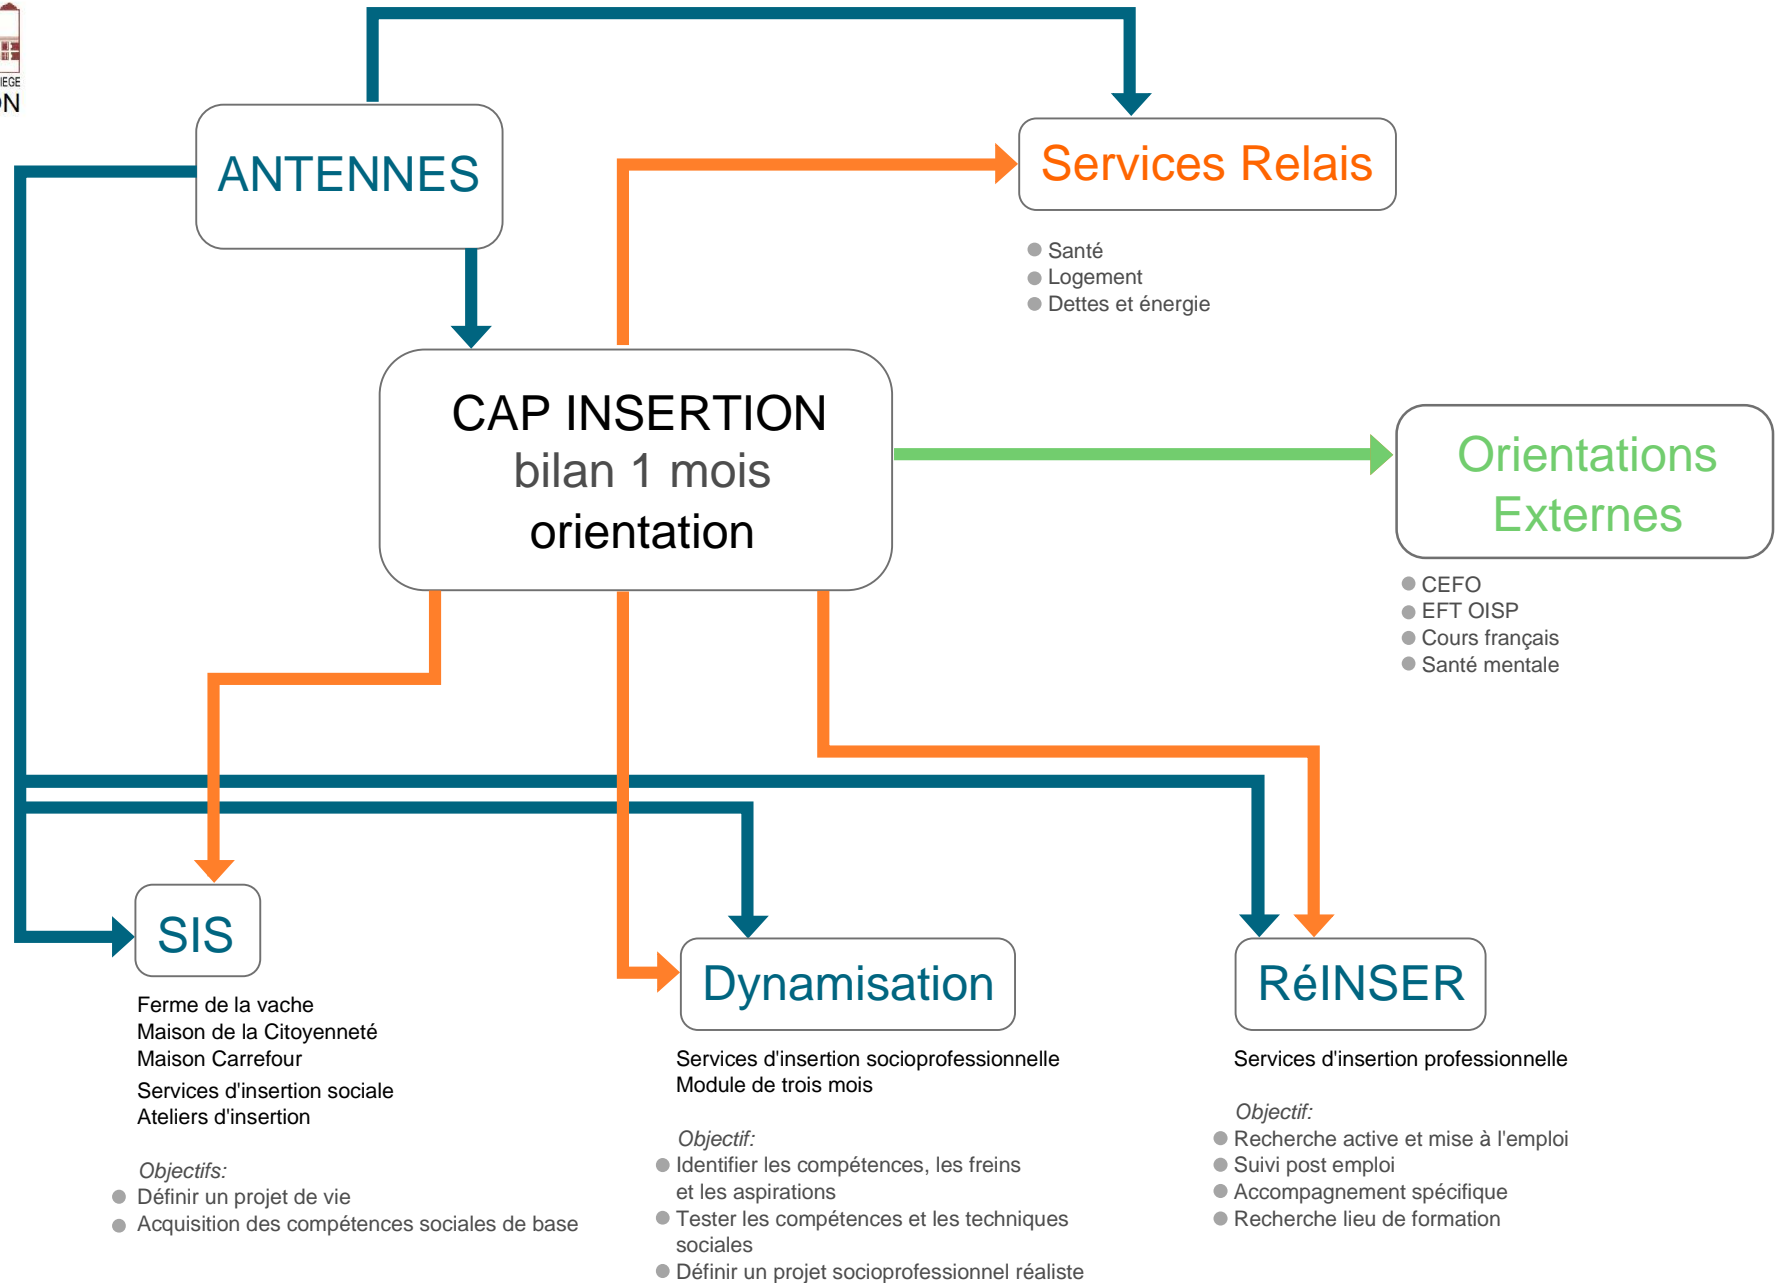 IEGE
ON
ANTENNES
Services Relais
Santé
Logement
Dettes et énergie
CAP INSERTION
bilan 1 mois
orientation
Orientations
Externes
CEFO
EFT OISP
Cours français
Santé mentale
SIS
Ferme de la vache
Maison de la Citoyenneté
Maison Carrefour
Services d'insertion sociale
Ateliers d'insertion
Objectifs:
Définir un projet de vie
Acquisition des compétences sociales de base
Dynamisation
Services d'insertion socioprofessionnelle
Module de trois mois
Objectif:
Identifier les compétences, les freins
et les aspirations
Tester les compétences et les techniques
sociales
Définir un projet socioprofessionnel réaliste
RéINSER
Services d'insertion professionnelle
Objectif:
Recherche active et mise à l'emploi
Suivi post emploi
Accompagnement spécifique
Recherche lieu de formation